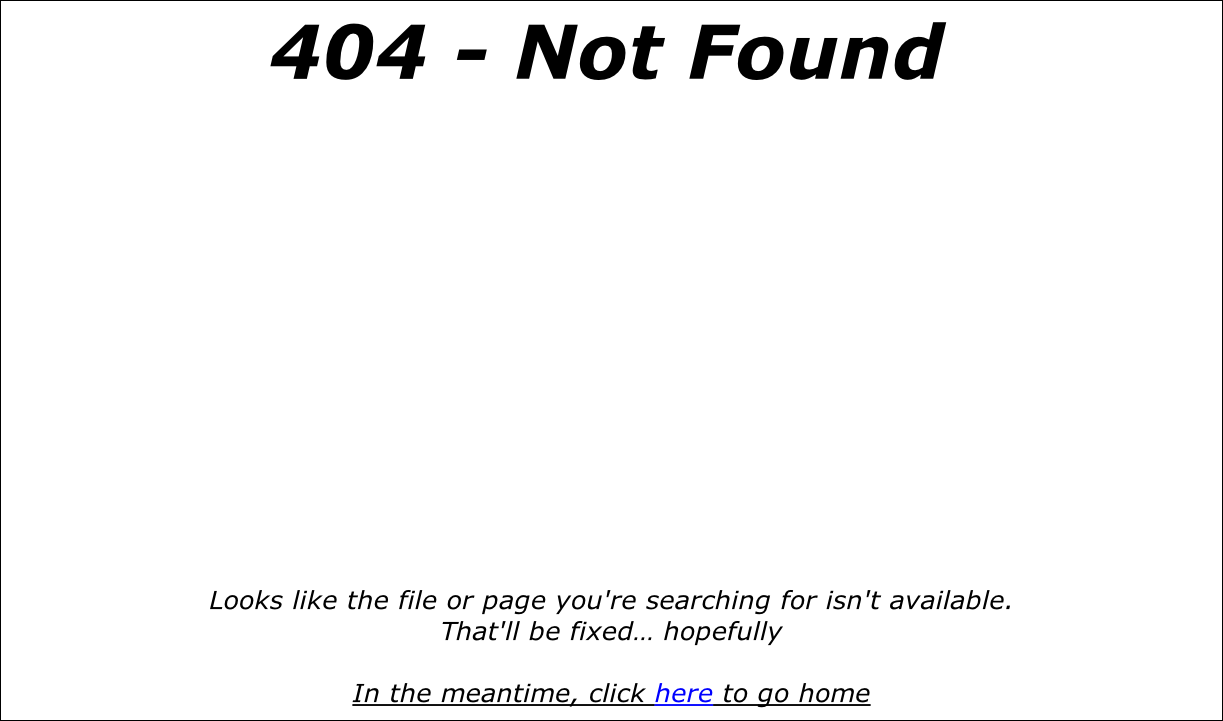 404 - Not Found
Looks like the file or page you're searching for isn't available.
That'll be fixed... hopefully
In the meantime, click here to go home